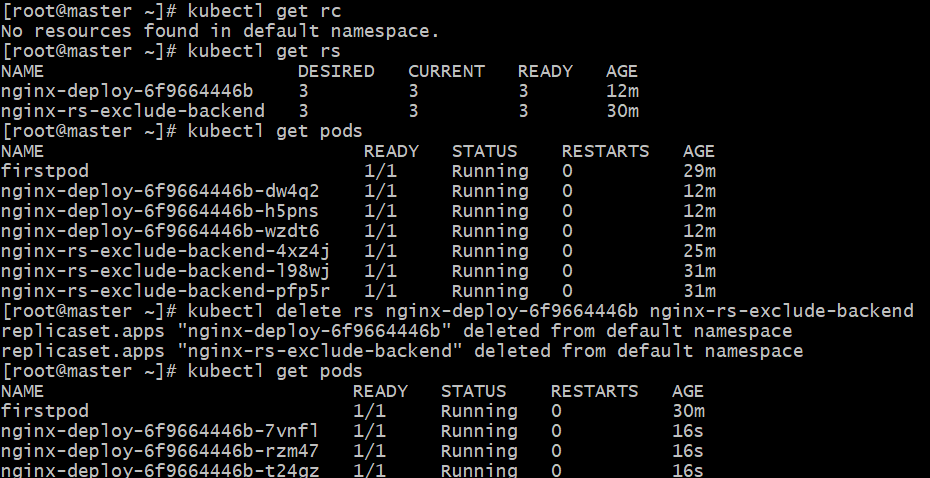 [root@master ~]# kubectl get rc
No resources found in default namespace.
[root@master ~]# kubectl get rs
NAME DESIRED CURRENT READY AGE
nginx-deploy-6f9664446b 3 3 3 12m
nginx-rs-exclude-backend 3 3 3 30m
[root@master ~]# kubectl get pods
NAME READY STATUS RESTARTS AGE
firstpod 1/1 Running 0 29m
nginx-deploy-6f9664446b-dw4q2 1/1 Running 0 12m
nginx-deploy-6f9664446b-h5pns 1/1 Running 0 12m
nginx-deploy-6f9664446b-wzdt6 1/1 Running 0 12m
nginx-rs-exclude-backend-4xz4j 1/1 Running 0 25m
nginx-rs-exclude-backend-l98wj 1/1 Running 0 31m
nginx-rs-exclude-backend-pfp5r 1/1 Running 0 31m
[root@master ~]# kubectl delete rs nginx-deploy-6f9664446b nginx-rs-exclude-backend
replicaset.apps "nginx-deploy-6f9664446b" deleted from default namespace
replicaset.apps "nginx-rs-exclude-backend" deleted from default namespace
[root@master ~]# kubectl get pods
NAME READY STATUS RESTARTS AGE
firstpod 1/1 Running 0 30m
nginx-deploy-6f9664446b-7vnfl 1/1 Running 0 16s
nginx-deploy-6f9664446b-rzm47 1/1 Running 0 16s
nginx-deploy-6f9664446b-t24gz 1/1 Running 0 16s